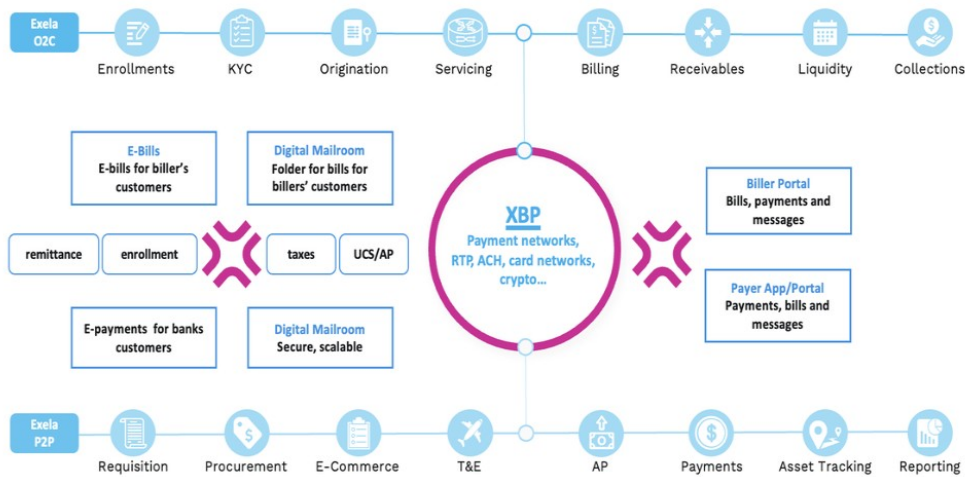 Exela
O2C
Enrollments
KYC
Origination
Servicing
Billing
Receivables
Liquidity
Collections
E-Bills
E-bills for biller's
customers
Digital Mailroom
Folder for bills for
billers' customers
remittance
enrollment
taxes
UCS/AP
E-payments for banks
customers
Digital Mailroom
Secure, scalable
XBP
Payment networks,
RTP, ACH, card networks,
crypto...
Biller Portal
Bills, payments and
messages
Payer App/Portal
Payments, bills and
messages
Exela
P2P
Requisition
Procurement
E-Commerce
T&E
AP
Payments
Asset Tracking
Reporting